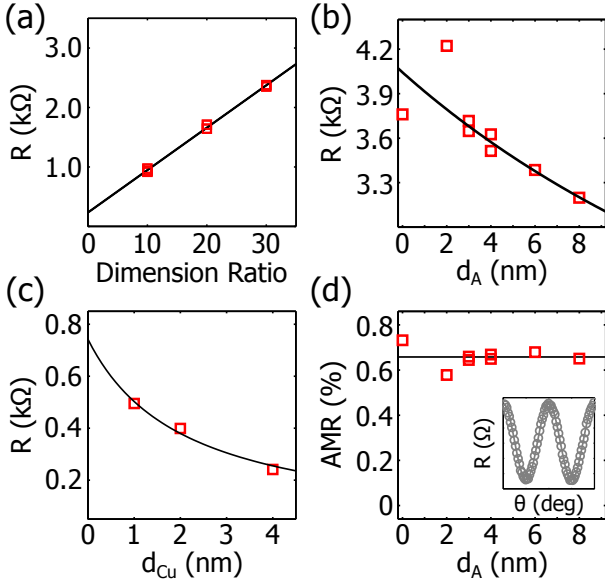 (a)
R (kΩ)
3.0
2.0
1.0
0 10 20 30
Dimension Ratio
(b)
R (kΩ)
4.2
3.9
3.6
3.3
0 2 4 6 8
d_A (nm)
(c)
R (kΩ)
0.8
0.6
0.4
0.2
0 1 2 3 4
d_Cu (nm)
(d)
AMR (%)
0.8
0.6
0.4
0.2
0
0 2 4 6 8
d_A (nm)
R (Ω)
θ (deg)